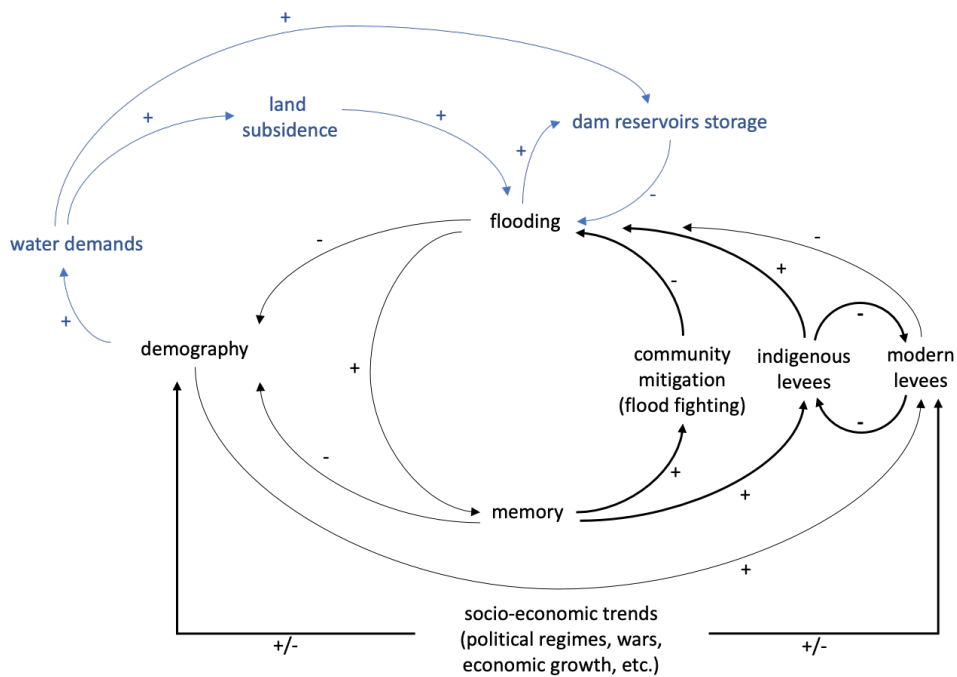 +
land
subsidence
+
+
dam reservoirs storage
+
-
flooding
water demands
-
-
+
-
+
-
demography
+
community
mitigation
(flood fighting)
indigenous
levees
modern
levees
-
-
+
+
memory
+
socio-economic trends
(political regimes, wars,
economic growth, etc.)
+/-
+/-